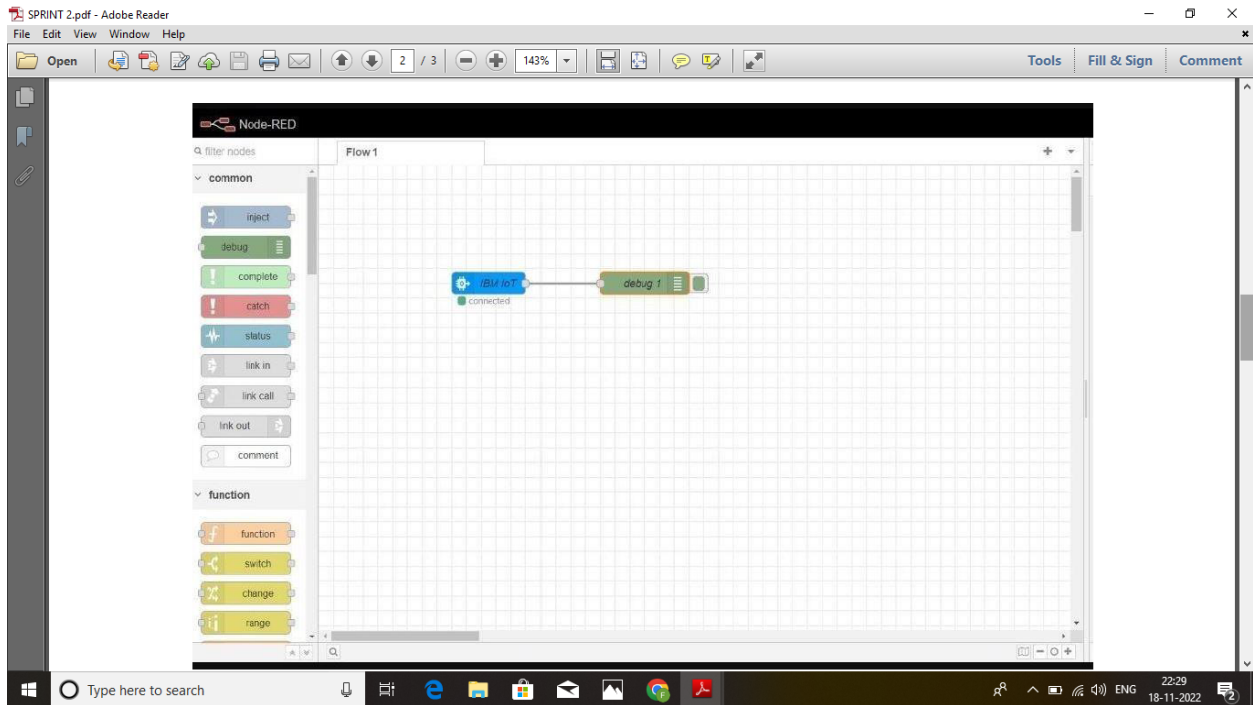 SPRINT 2.pdf - Adobe Reader
File Edit View Window Help
Open 2 / 3 143% Tools Fill & Sign Comment
Node-RED
filter nodes
Flow 1
common
inject
debug
complete
catch
status
link in
link call
link out
comment
function
function
switch
change
range
IBM IoT
connected
debug 1
Type here to search
ENG
22:29
18-11-2022
2